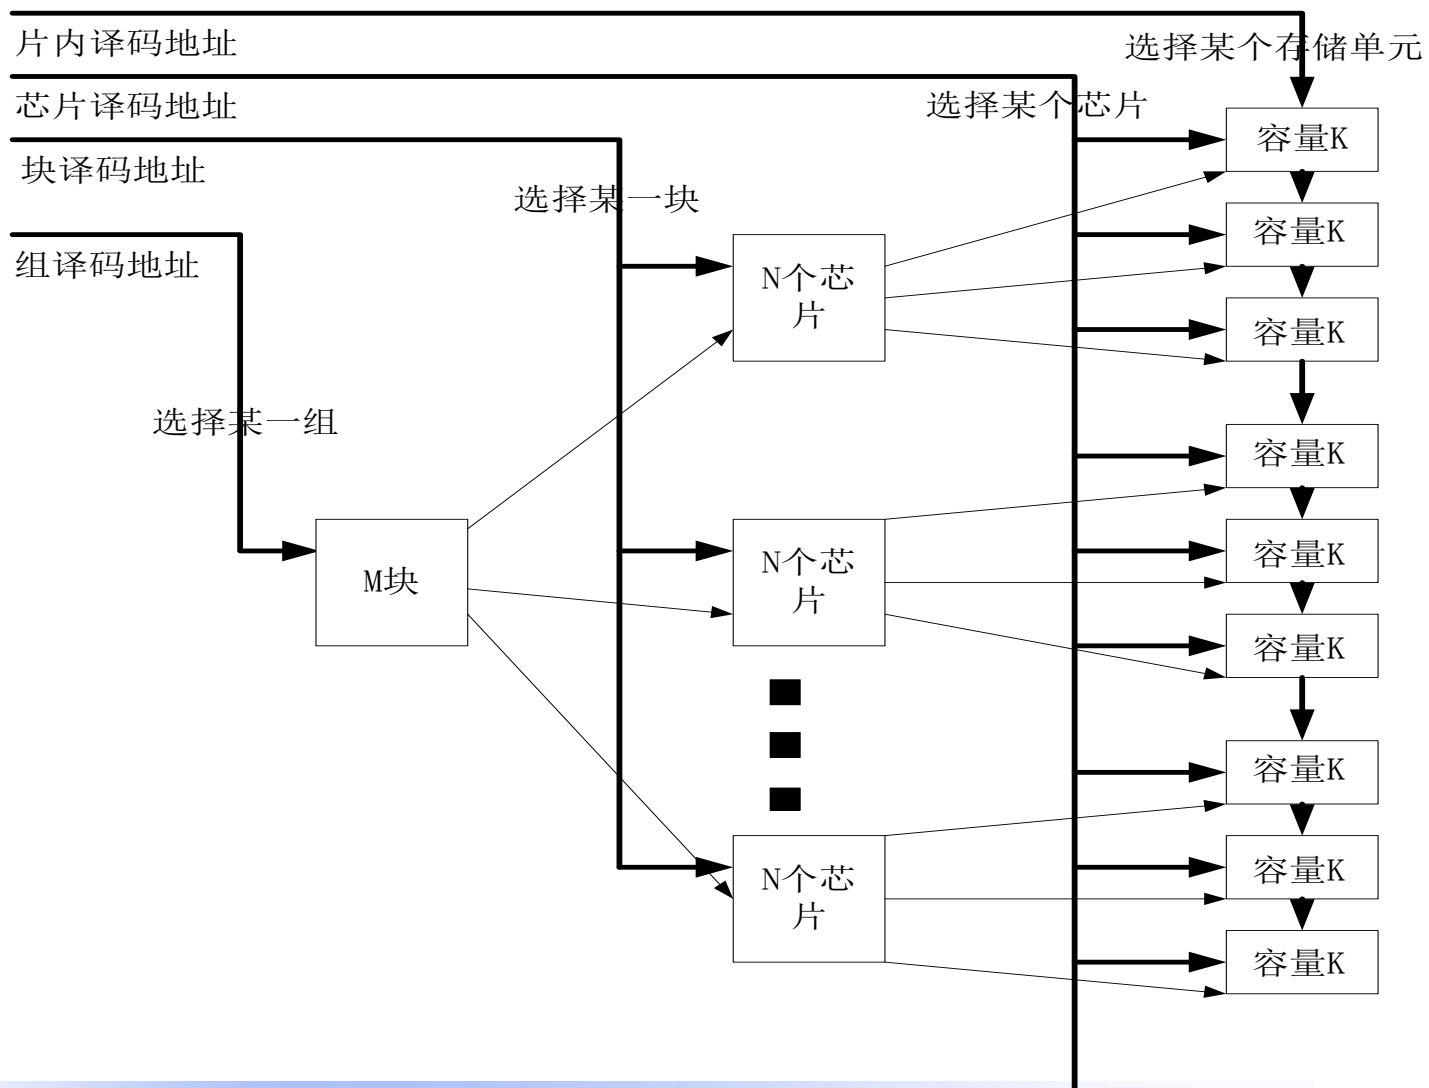 片内译码地址
选择某个存储单元
芯片译码地址
选择某个芯片
容量K
块译码地址
选择某一块
容量K
组译码地址
N个芯
片
容量K
选择某一组
容量K
M块
N个芯
片
容量K
容量K
容量K
N个芯
片
容量K
容量K